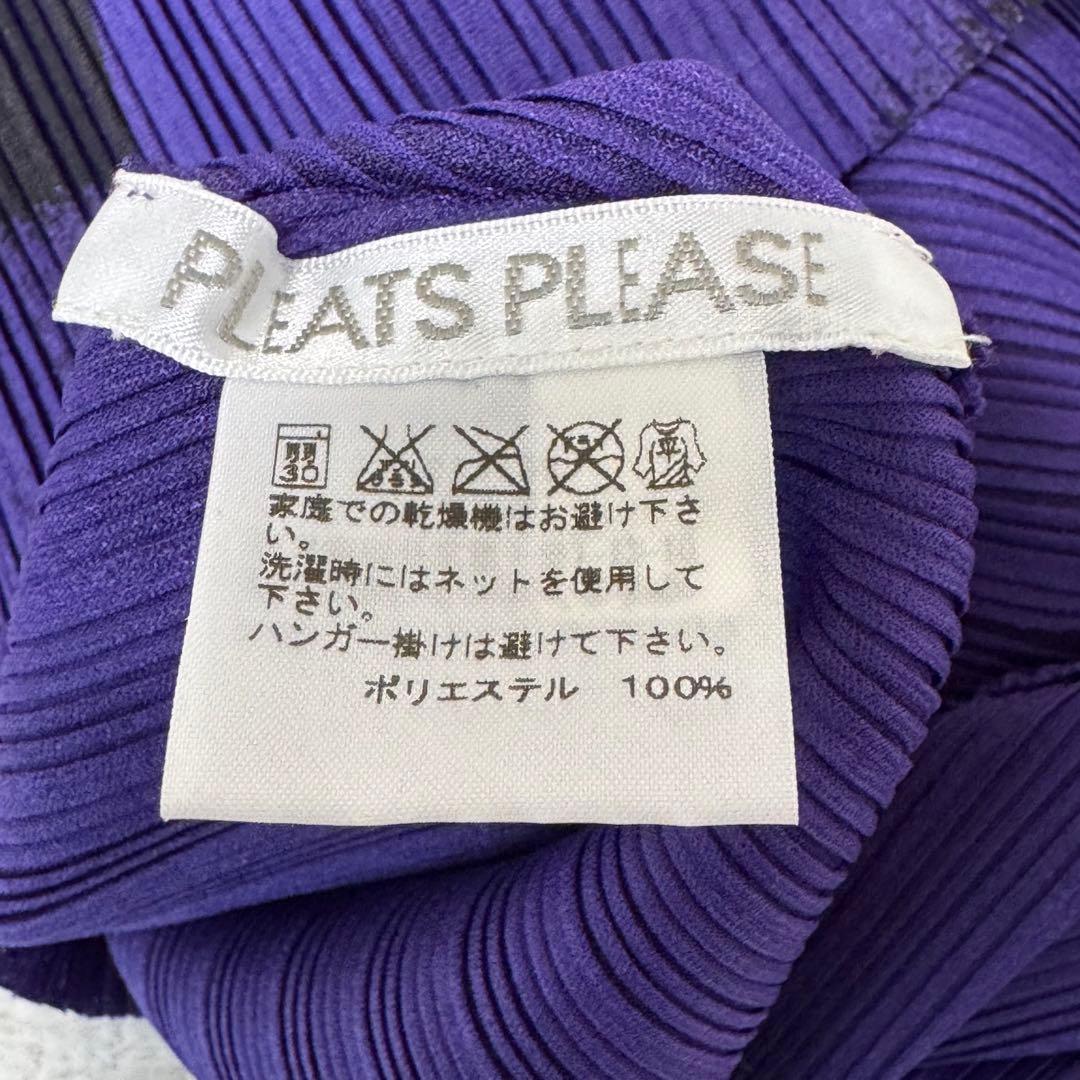 PLEATS PLEASE
弱
30
平
家庭での乾燥機はお避け下さ
い。
洗濯時にはネットを使用して
下さい。
ハンガー掛けは避けて下さい。
ポリエステル 100%